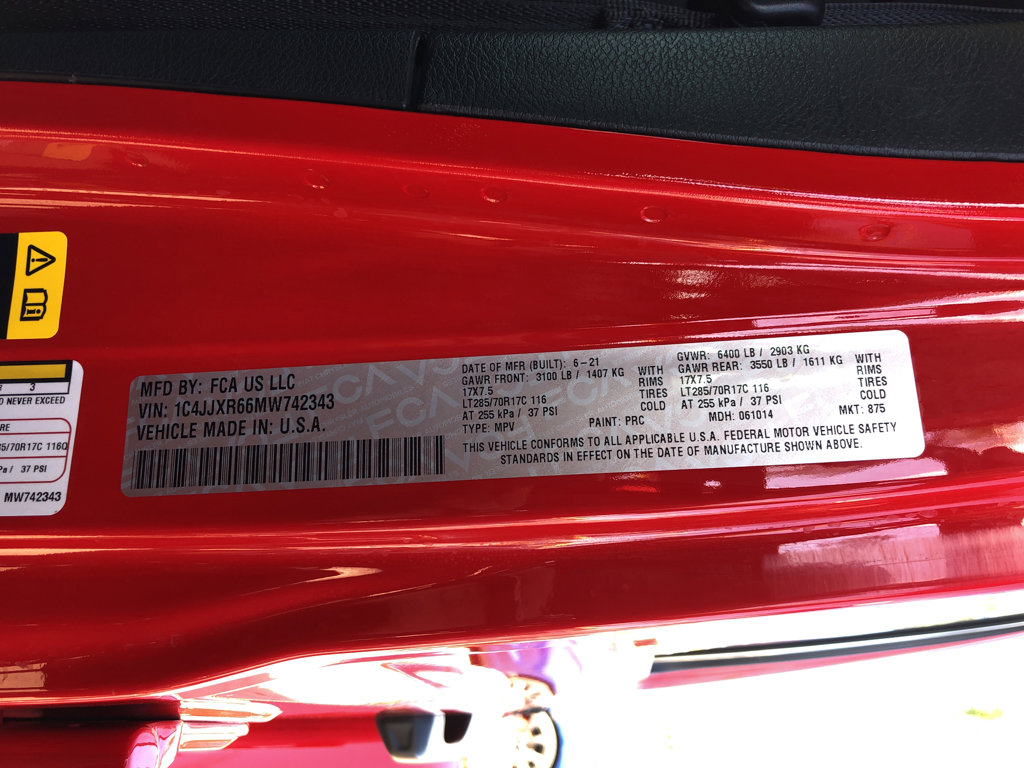 3
O NEVER EXCEED
RE
85/70R17C 116Q
Pa / 37 PSI
MW742343
MFD BY: FCA US LLC
VIN: 1C4JJXR66MW742343
VEHICLE MADE IN: U.S.A.
DATE OF MFR (BUILT): 6-21
GAWR FRONT: 3100 LB / 1407 KG WITH
17X7.5 RIMS
LT285/70R17C 116 TIRES
AT 255 kPa / 37 PSI COLD
TYPE: MPV PAINT: PRC
GVWR: 6400 LB / 2903 KG
GAWR REAR: 3550 LB / 1611 KG WITH
17X7.5 RIMS
LT285/70R17C 116 TIRES
AT 255 kPa / 37 PSI COLD
MDH: 061014 MKT: 875
THIS VEHICLE CONFORMS TO ALL APPLICABLE U.S.A. FEDERAL MOTOR VEHICLE SAFETY
STANDARDS IN EFFECT ON THE DATE OF MANUFACTURE SHOWN ABOVE.